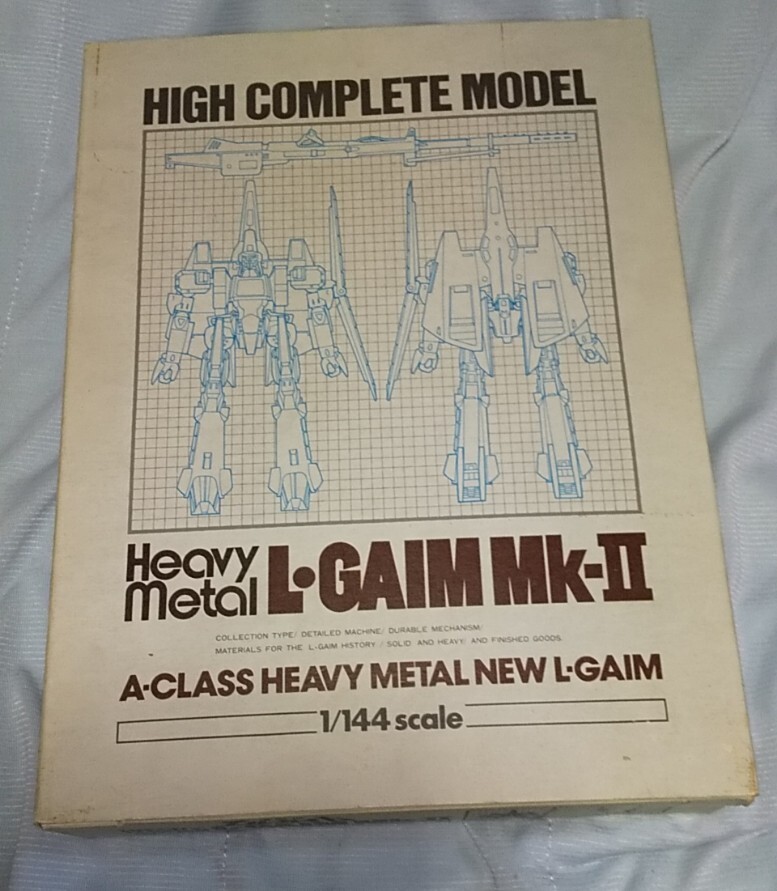 HIGH COMPLETE MODEL
Heavy Metal L·GAIM Mk-II
COLLECTION TYPE/ DETAILED MACHINE/ DURABLE MECHANISM/
MATERIALS FOR THE L-GAIM HISTORY / SOLID AND HEAVY/ AND FINISHED GOODS.
A·CLASS HEAVY METAL NEW L·GAIM
1/144 scale